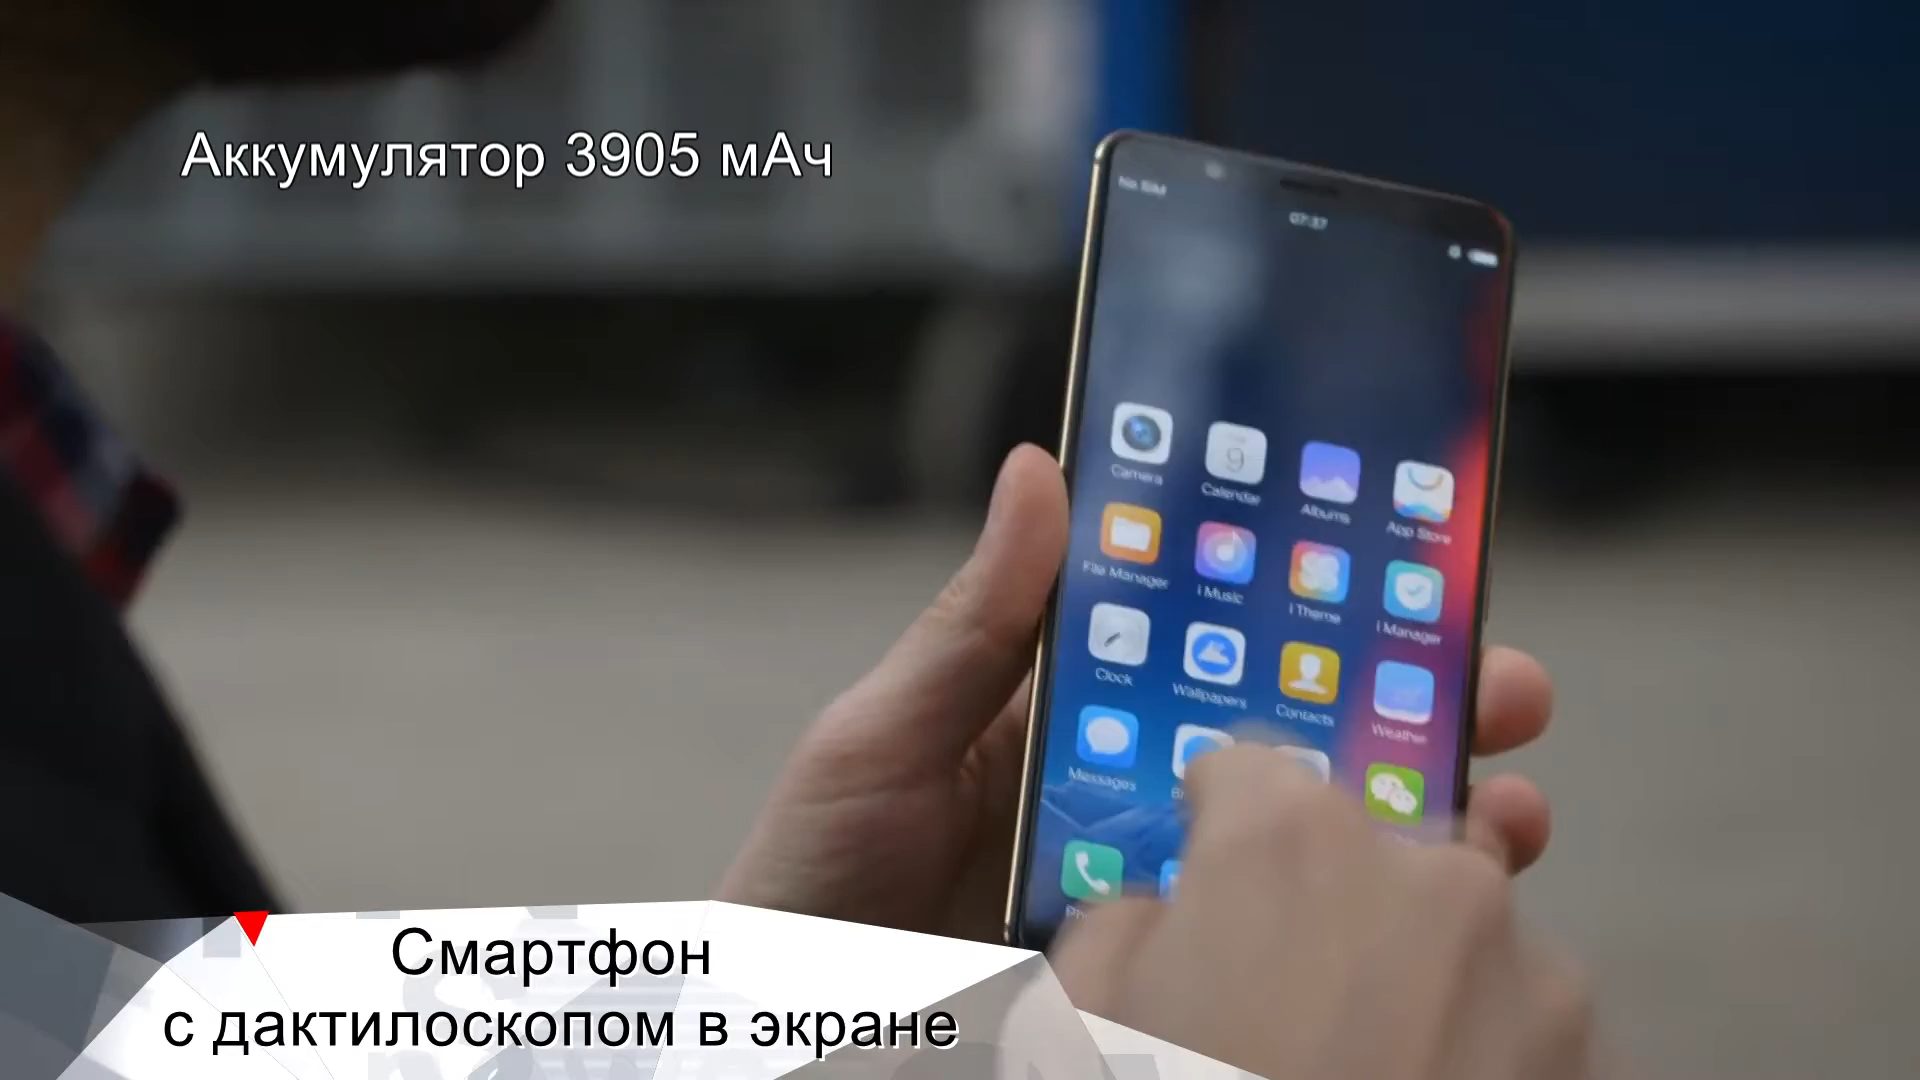 Аккумулятор 3905 мАч
No SIM
07:37
9
Camera Calendar Albums App Store
File Manager i Music i Theme i Manager
Clock Wallpapers Contacts Weather
Messages
Смартфон
с дактилоскопом в экране